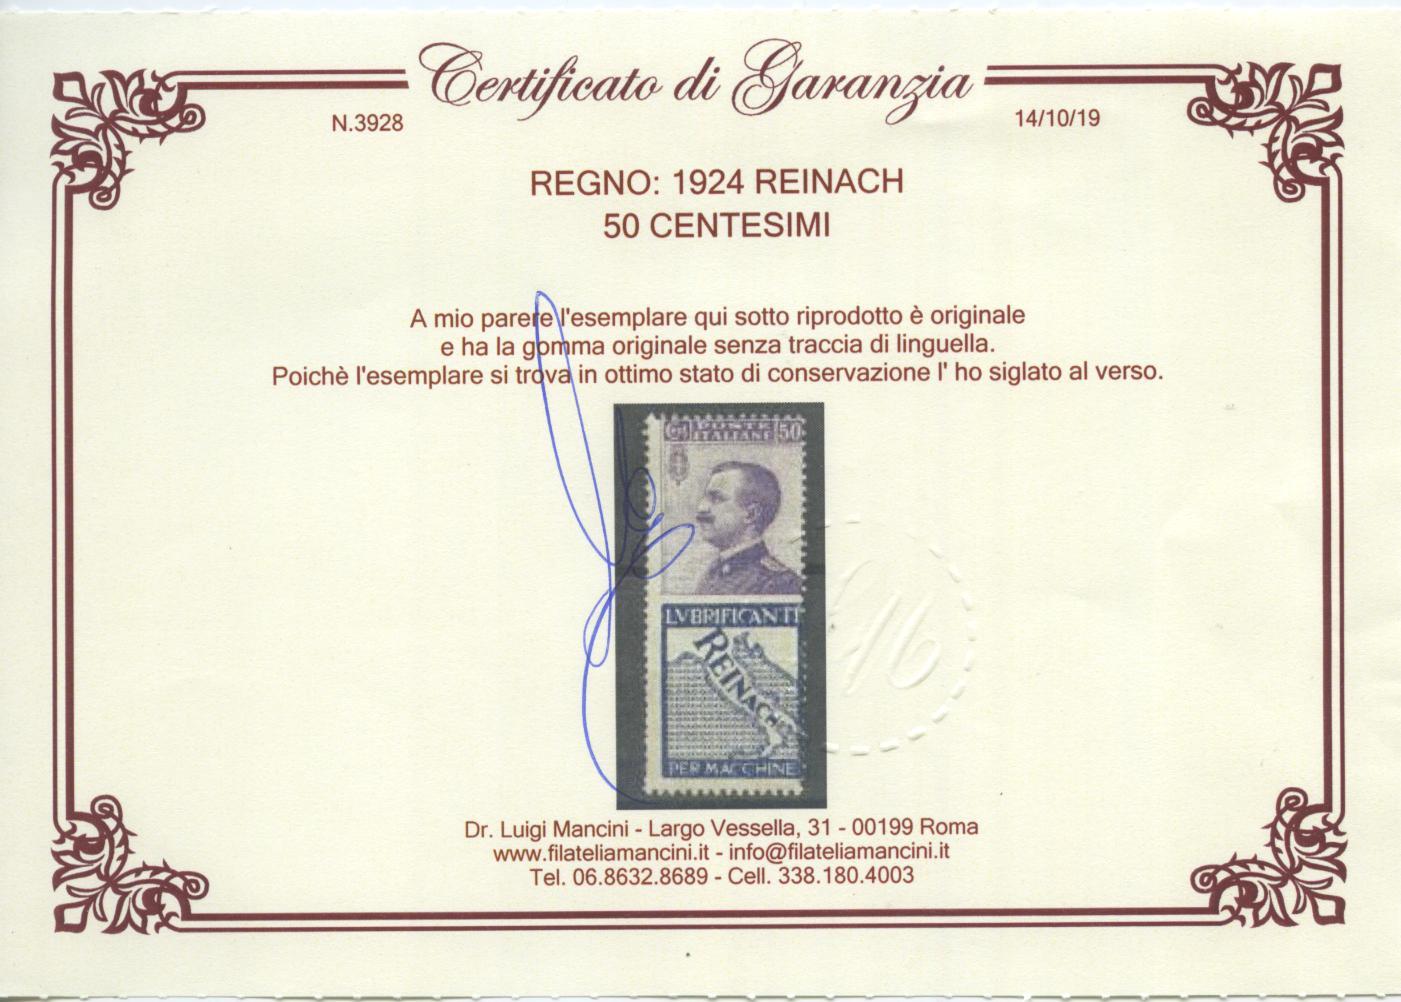 Certificato di Garanzia
N.3928
14/10/19
REGNO: 1924 REINACH
50 CENTESIMI
A mio parere l'esemplare qui sotto riprodotto è originale
e ha la gomma originale senza traccia di linguella.
Poichè l'esemplare si trova in ottimo stato di conservazione l' ho siglato al verso.
POSTE
ITALIANE
50
LVBRIFICANTI
REINACH
PER MACCHINE
Dr. Luigi Mancini - Largo Vessella, 31 - 00199 Roma
www.filateliamancini.it - info@filateliamancini.it
Tel. 06.8632.8689 - Cell. 338.180.4003